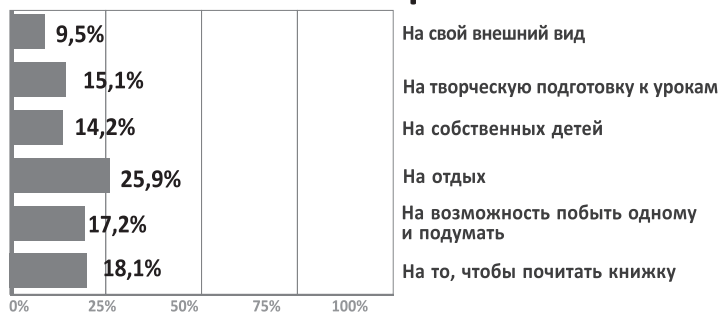 9,5% На свой внешний вид
15,1% На творческую подготовку к урокам
14,2% На собственных детей
25,9% На отдых
17,2% На возможность побыть одному
и подумать
18,1% На то, чтобы почитать книжку
0% 25% 50% 75% 100%